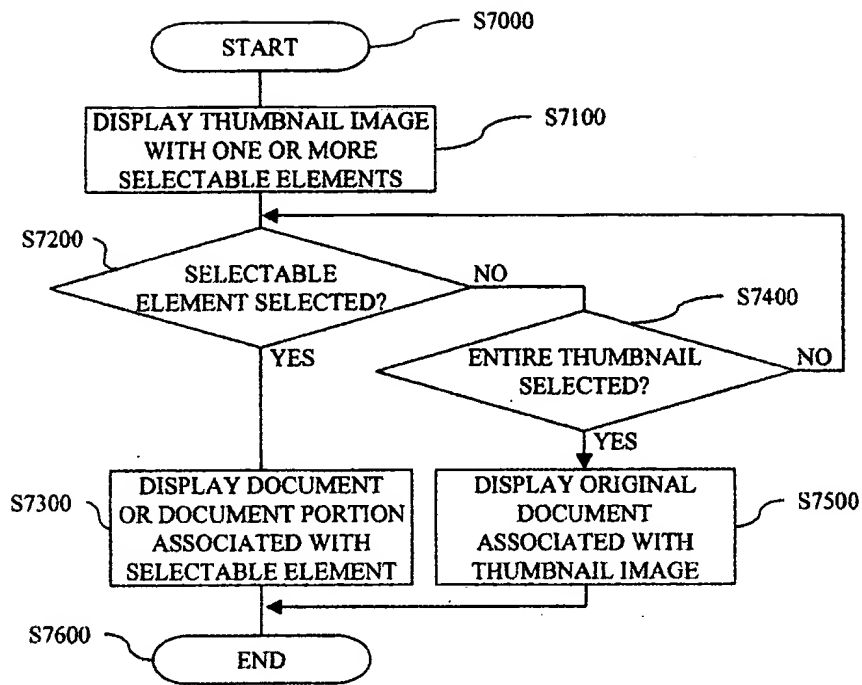 S7000
START
S7100
DISPLAY THUMBNAIL IMAGE
WITH ONE OR MORE
SELECTABLE ELEMENTS
S7200
SELECTABLE
ELEMENT SELECTED?
NO
YES
S7400
ENTIRE THUMBNAIL
SELECTED?
NO
YES
S7300
DISPLAY DOCUMENT
OR DOCUMENT PORTION
ASSOCIATED WITH
SELECTABLE ELEMENT
S7500
DISPLAY ORIGINAL
DOCUMENT
ASSOCIATED WITH
THUMBNAIL IMAGE
S7600
END